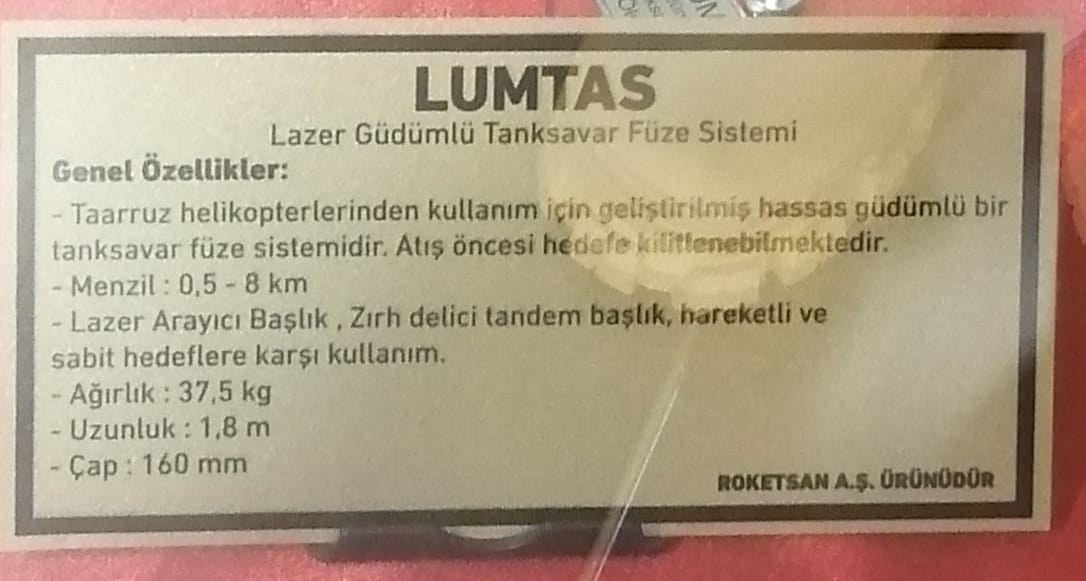 LUMTAS
Lazer Güdümlü Tanksavar Füze Sistemi
Genel Özellikler:
- Taarruz helikopterlerinden kullanım için geliştirilmiş hassas güdümlü bir
tanksavar füze sistemidir. Atış öncesi hedefe kilitlenebilmektedir.
- Menzil : 0,5 - 8 km
- Lazer Arayıcı Başlık , Zırh delici tandem başlık, hareketli ve
sabit hedeflere karşı kullanım.
- Ağırlık : 37,5 kg
- Uzunluk : 1,8 m
- Çap : 160 mm
ROKETSAN A.Ş. ÜRÜNÜDÜR